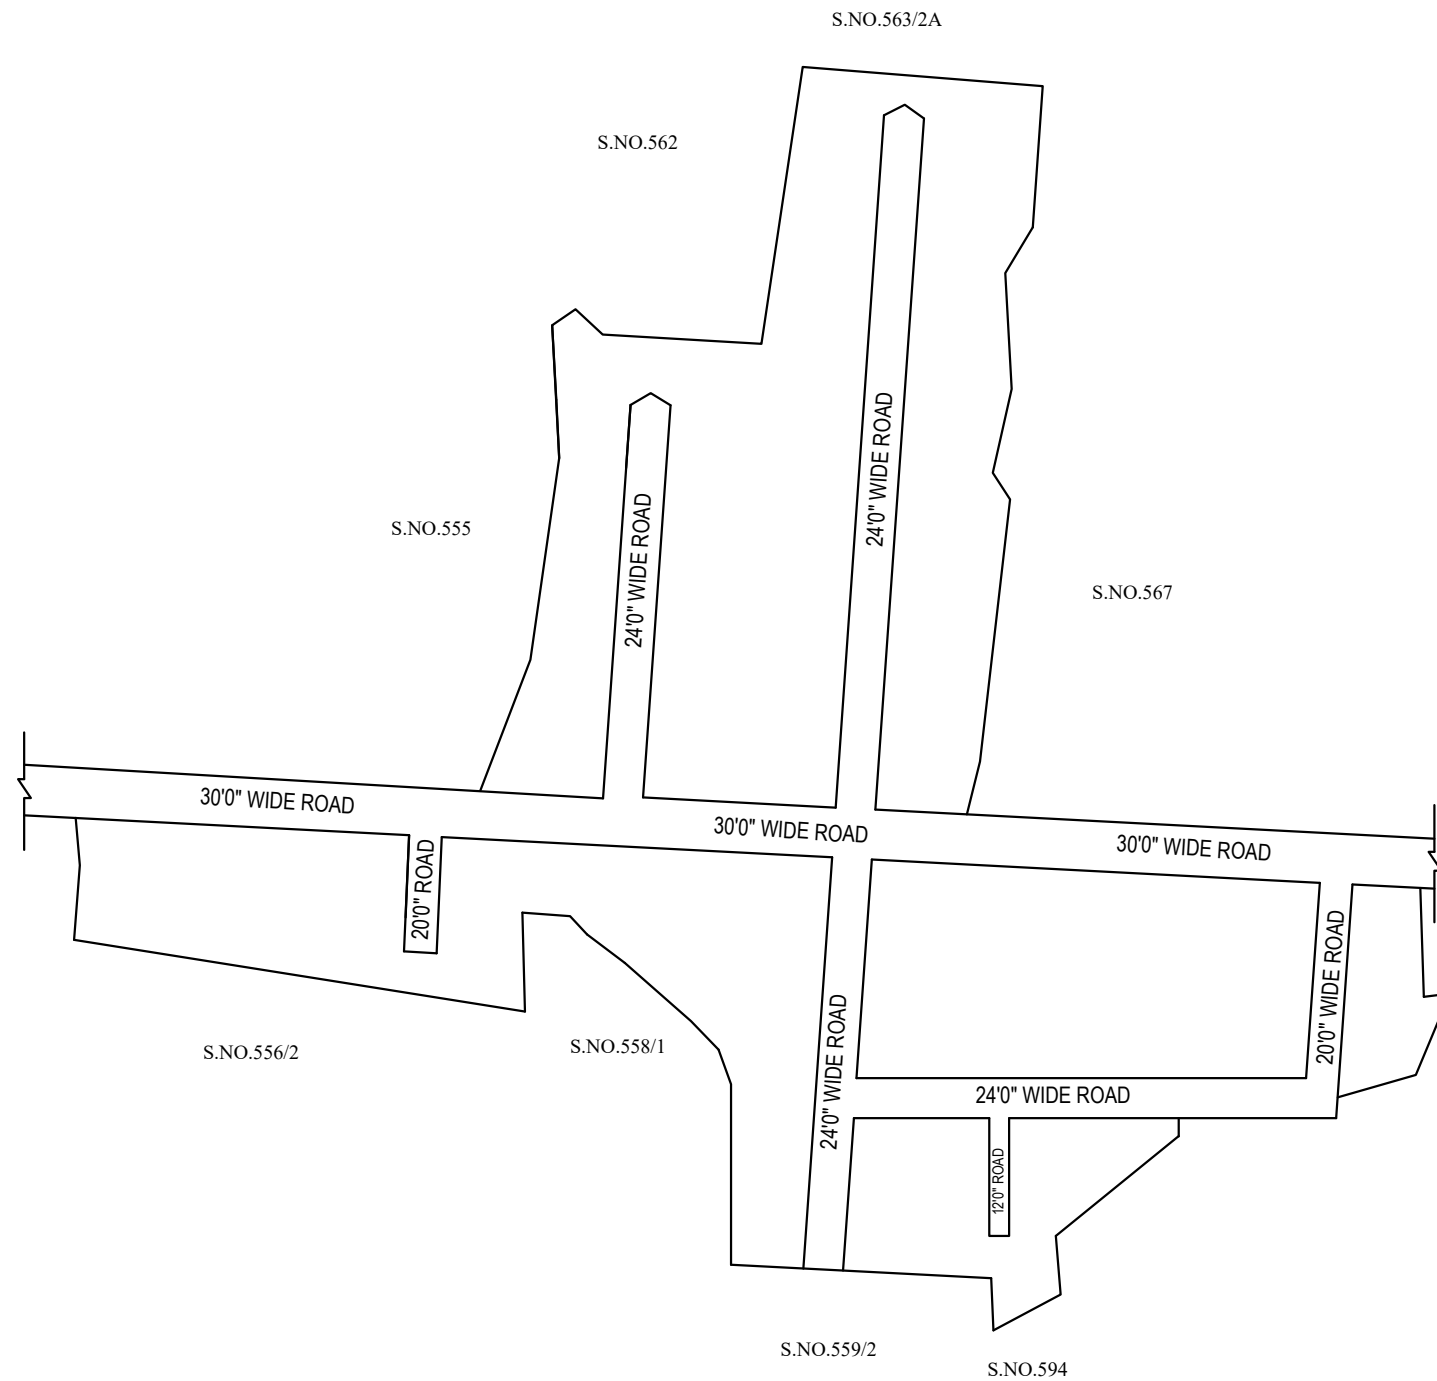 S.NO.563/2A
S.NO.562
24'0" WIDE ROAD
24'0" WIDE ROAD
S.NO.555
S.NO.567
30'0" WIDE ROAD
30'0" WIDE ROAD
30'0" WIDE ROAD
20'0" ROAD
20'0" WIDE ROAD
S.NO.556/2
S.NO.558/1
24'0" WIDE ROAD
24'0" WIDE ROAD
12'0" ROAD
S.NO.559/2
S.NO.594